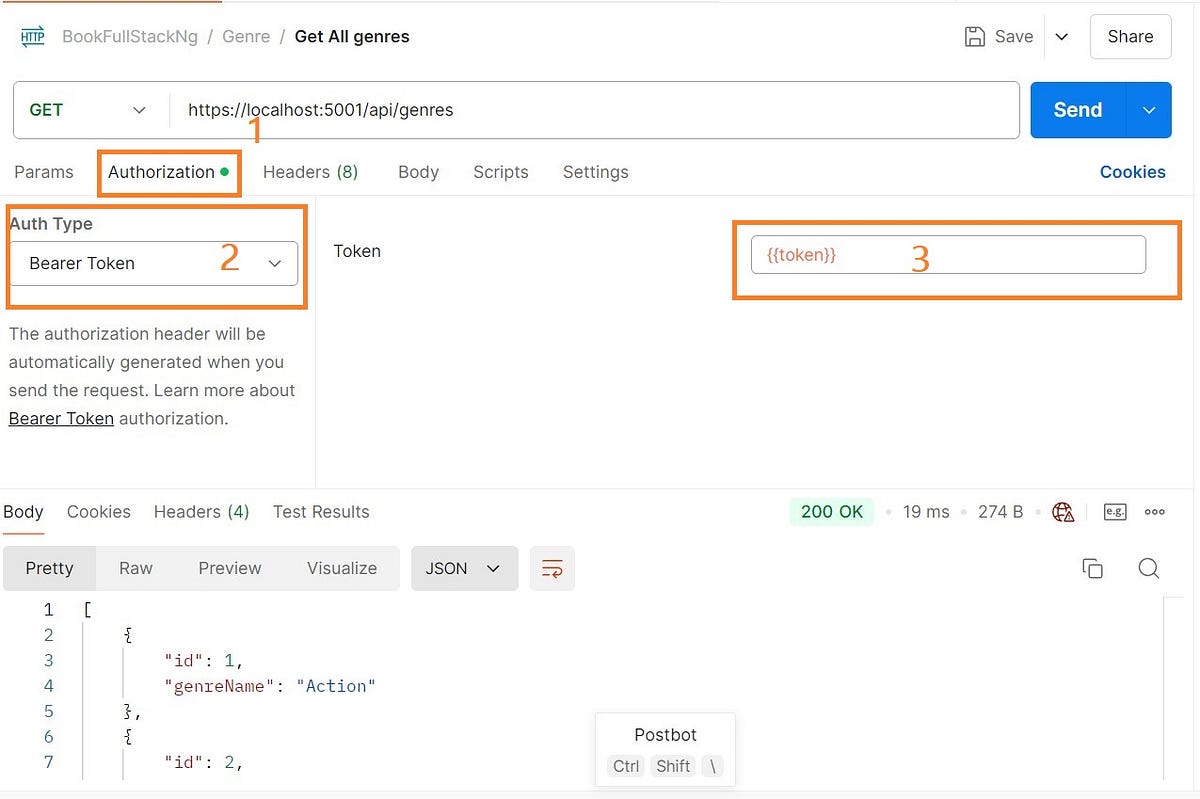 HTTP BookFullStackNg / Genre / Get All genres Save Share
GET https://localhost:5001/api/genres Send
1
Params Authorization Headers (8) Body Scripts Settings Cookies
Auth Type
Bearer Token 2
Token {{token}} 3
The authorization header will be
automatically generated when you
send the request. Learn more about
Bearer Token authorization.
Body Cookies Headers (4) Test Results 200 OK • 19 ms • 274 B • e.g.
Pretty Raw Preview Visualize JSON
1 [
2 {
3 "id": 1,
4 "genreName": "Action"
5 },
6 {
7 "id": 2,
Postbot
Ctrl Shift \